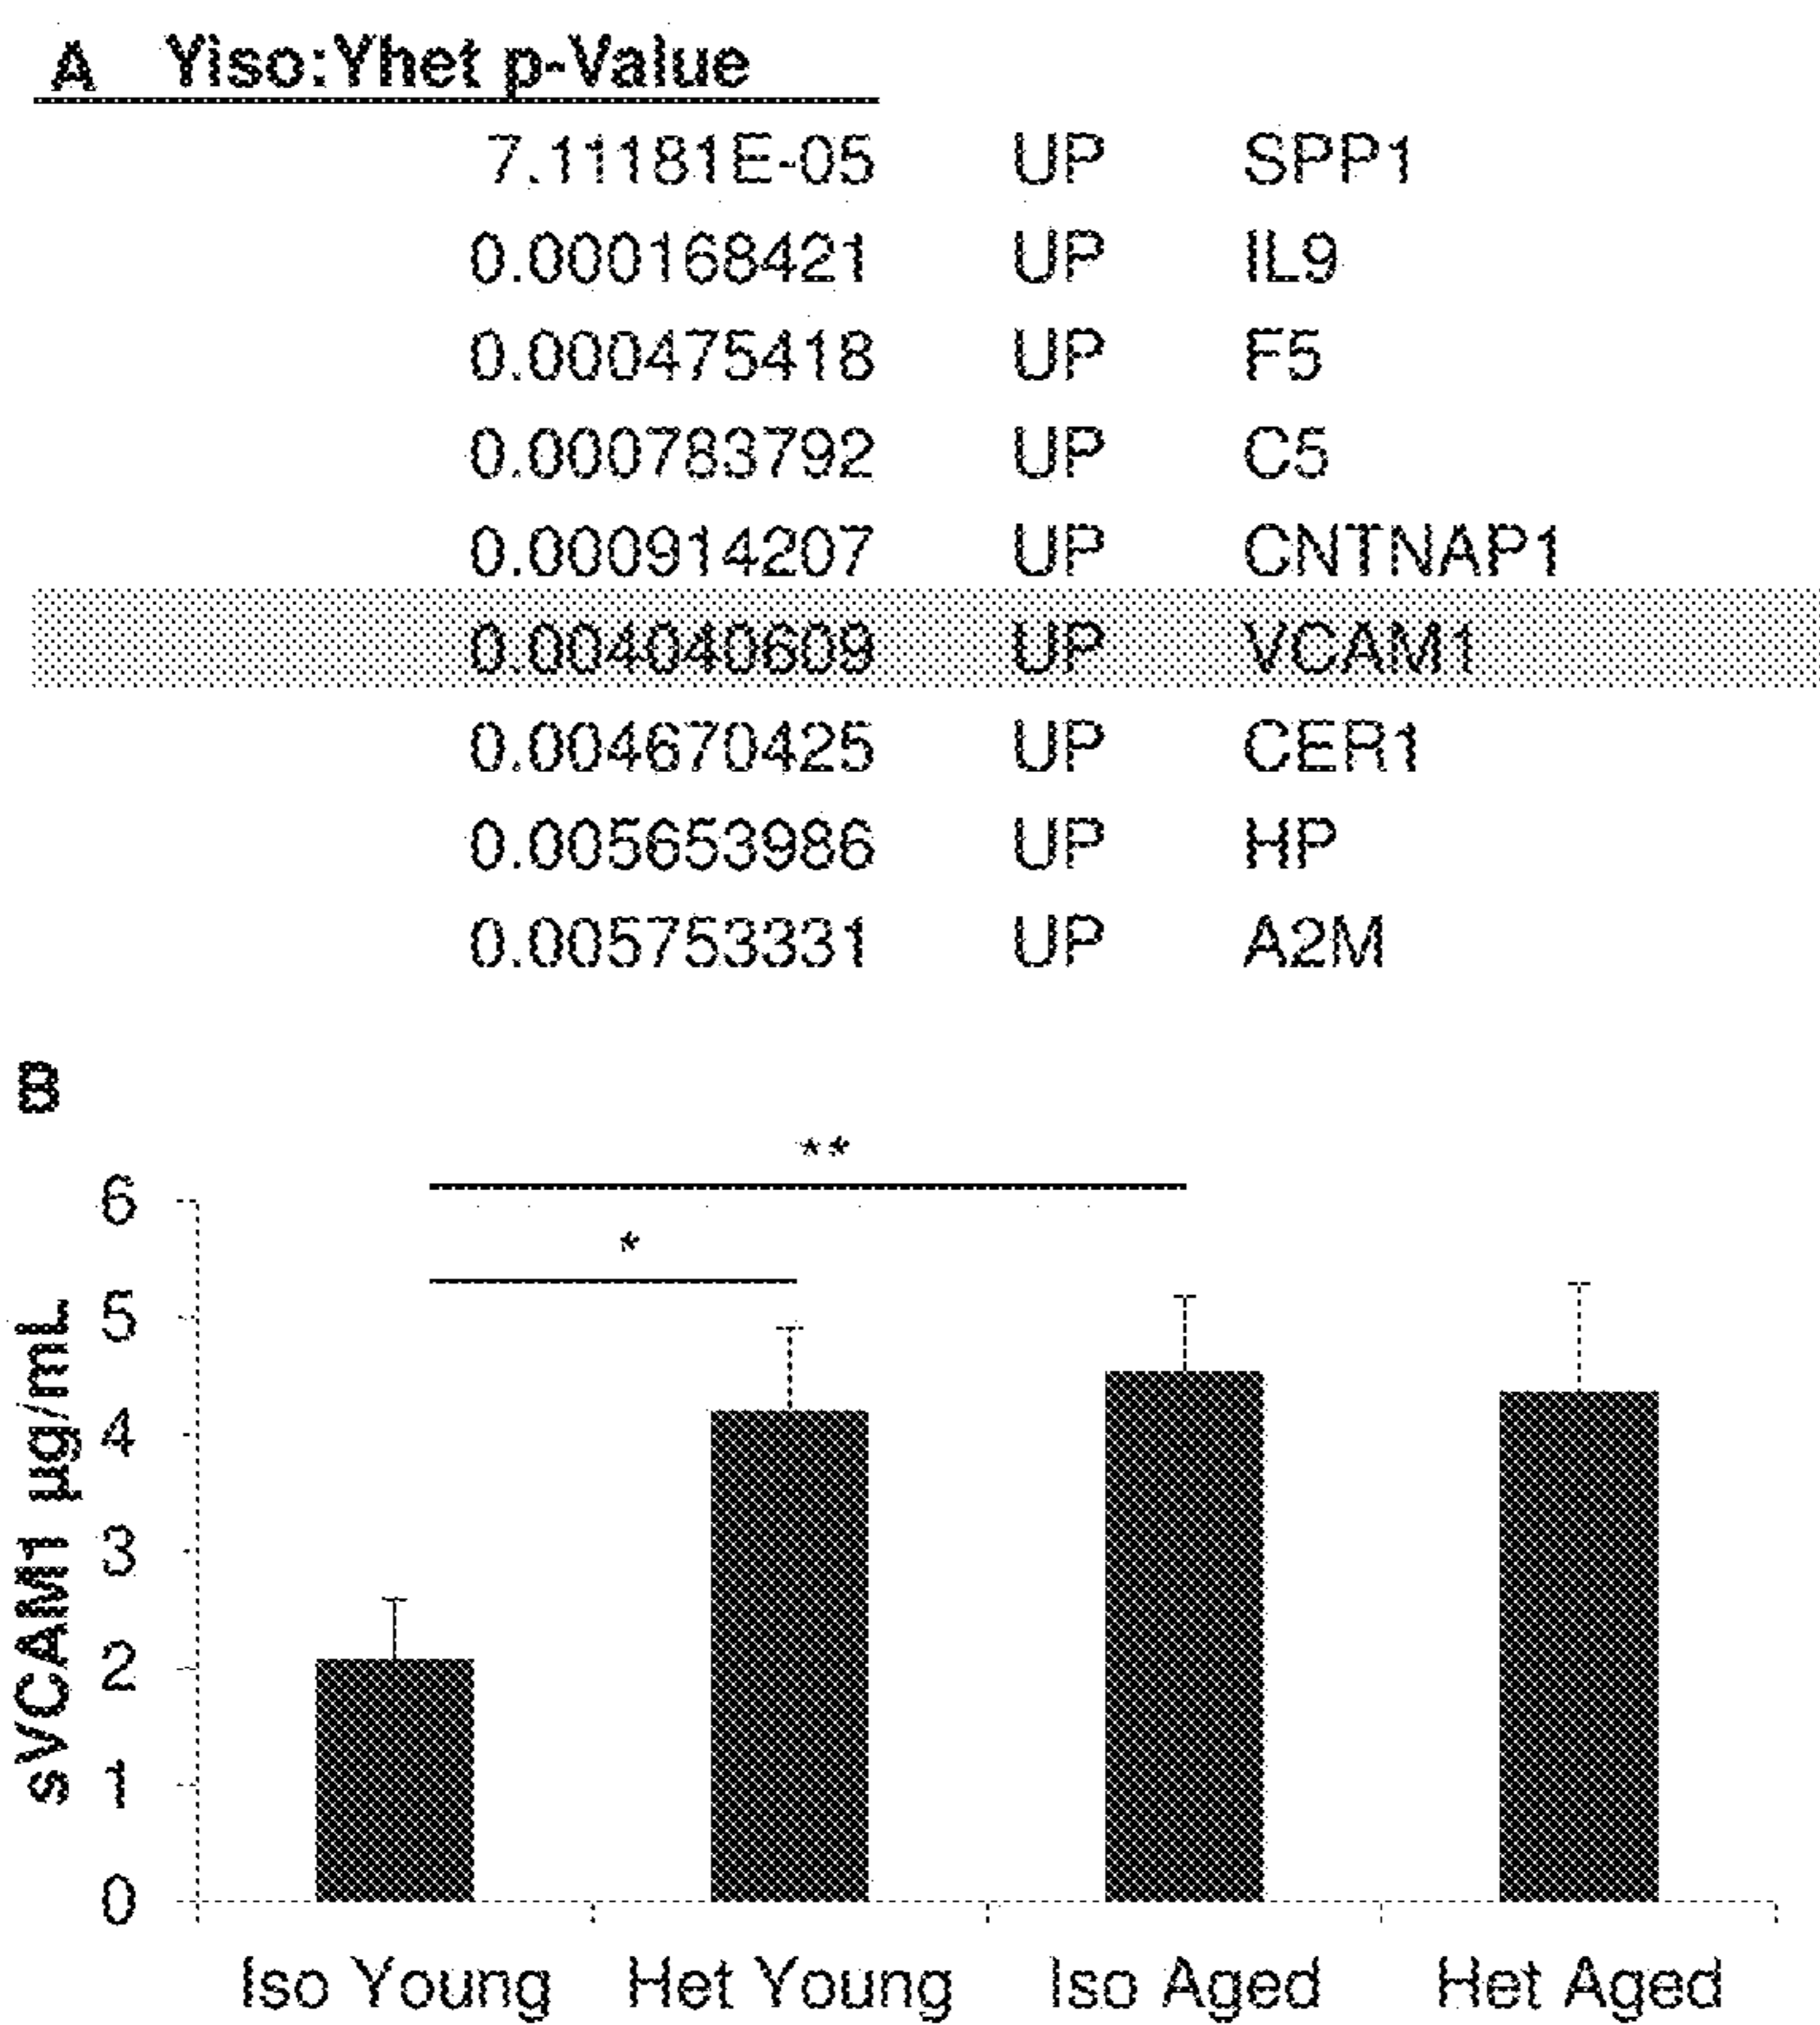 A Yiso:Yhet p-Value
7.11181E-05 UP SPP1
0.000168421 UP IL9
0.000475418 UP F5
0.000783792 UP C5
0.000914207 UP CNTNAP1
0.004040609 UP VCAM1
0.004670425 UP CER1
0.005653986 UP HP
0.005753331 UP A2M
B
**
*
sVCAM1 µg/mL
6
5
4
3
2
1
0
Iso Young Het Young Iso Aged Het Aged